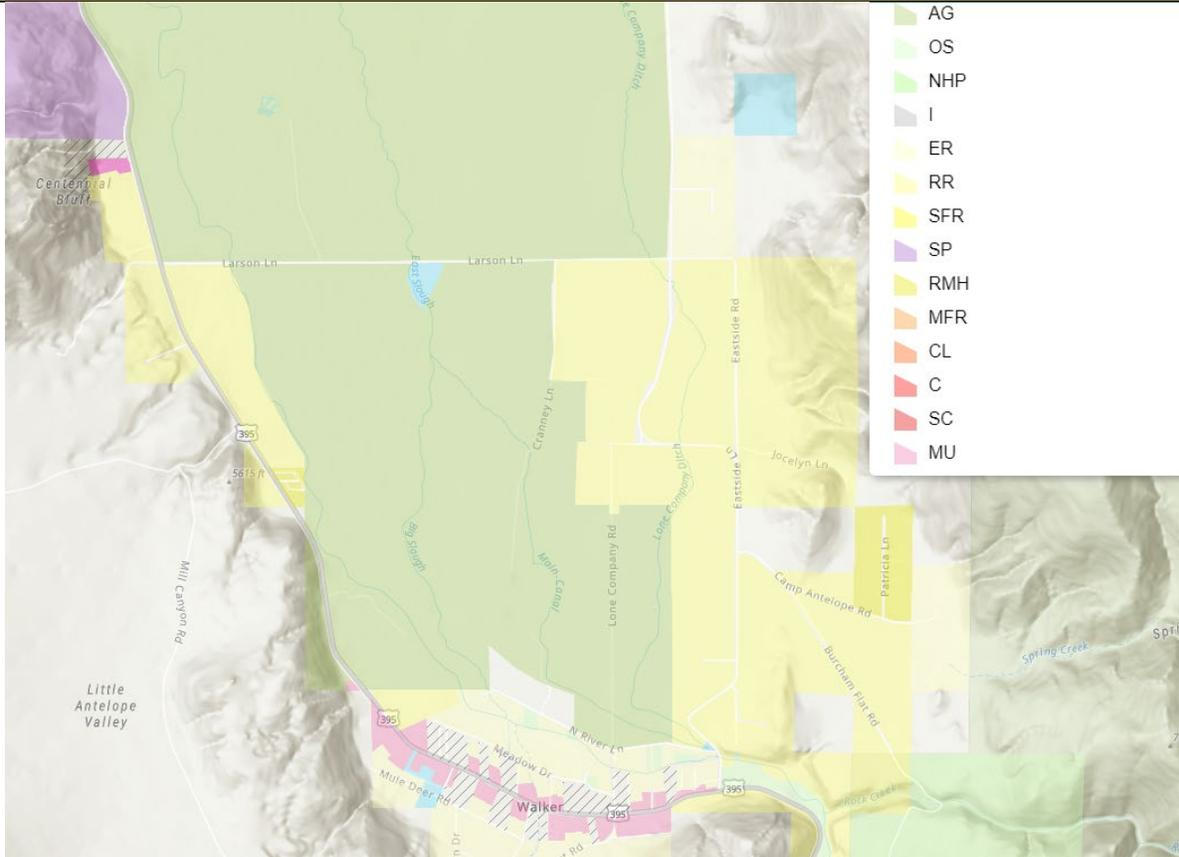 AG
OS
NHP
I
ER
RR
SFR
SP
RMH
MFR
CL
C
SC
MU
Company Ditch
Centennial
Bluff
Larson Ln
Larson Ln
East Slough
Eastside Rd
Cranney Ln
395
5615 ft
Jocelyn Ln
Eastside Ln
Lone Company Ditch
Big Slough
Main Canal
Lone Company Rd
Patricia Ln
Mill Canyon Rd
Camp Antelope Rd
Burcham Flat Rd
Spring Creek
Spri
Little
Antelope
Valley
395
N River Ln
Meadow Dr
Mule Deer Rd
395
Rock Creek
Walker
395
n Dr
t Rd